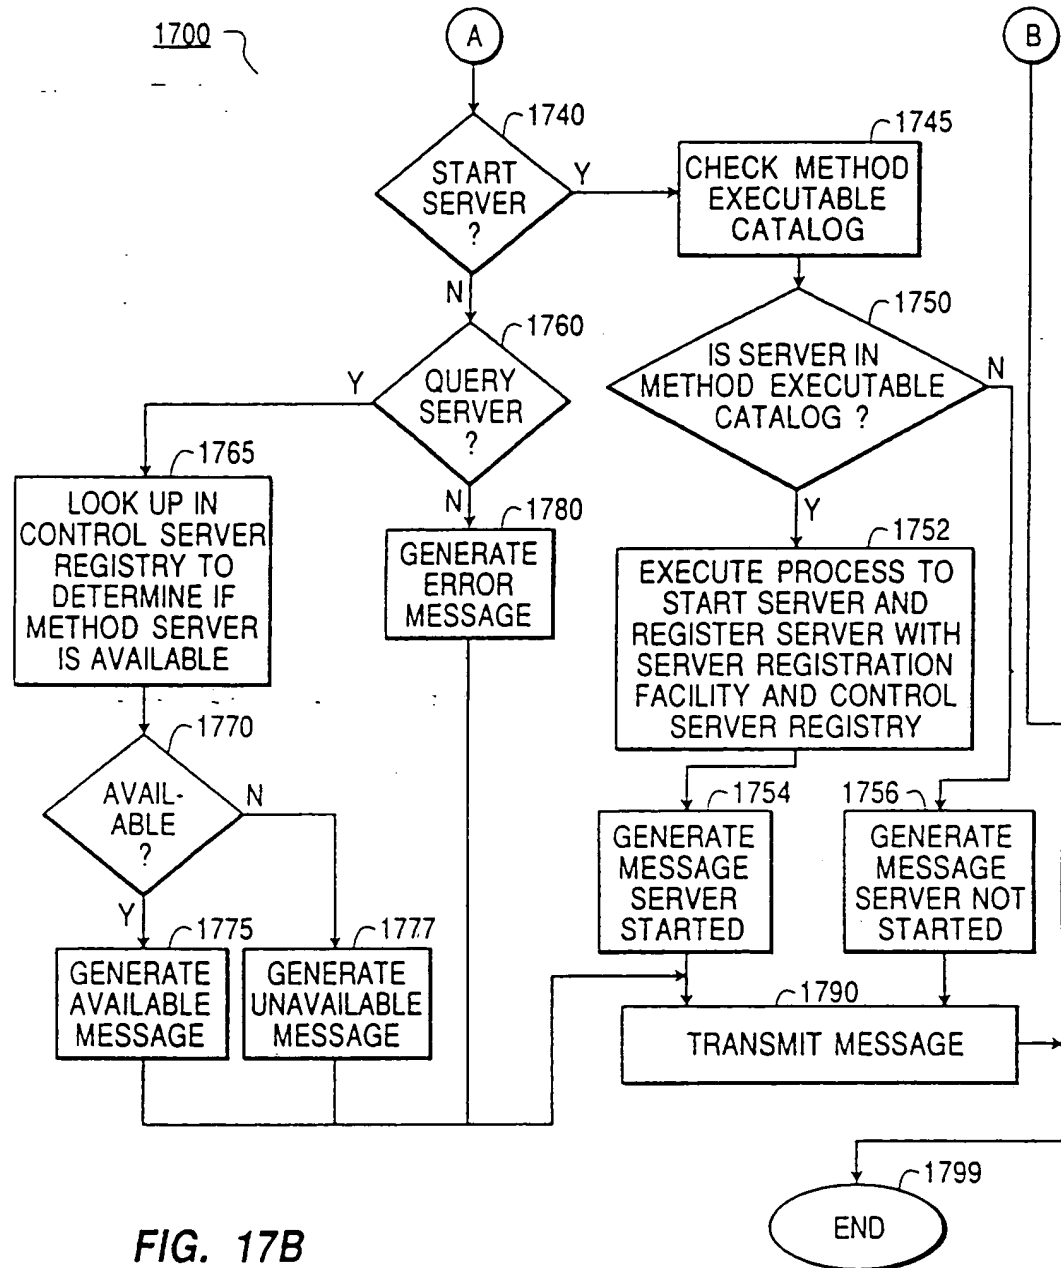 1700
A
B
1740
START
SERVER
?
Y
N
1745
CHECK METHOD
EXECUTABLE
CATALOG
1750
IS SERVER IN
METHOD EXECUTABLE
CATALOG ?
N
Y
1760
QUERY
SERVER
?
Y
N
1765
LOOK UP IN
CONTROL SERVER
REGISTRY TO
DETERMINE IF
METHOD SERVER
IS AVAILABLE
1780
GENERATE
ERROR
MESSAGE
1752
EXECUTE PROCESS TO
START SERVER AND
REGISTER SERVER WITH
SERVER REGISTRATION
FACILITY AND CONTROL
SERVER REGISTRY
1770
AVAIL-
ABLE
?
N
Y
1754
GENERATE
MESSAGE
SERVER
STARTED
1756
GENERATE
MESSAGE
SERVER NOT
STARTED
1775
GENERATE
AVAILABLE
MESSAGE
1777
GENERATE
UNAVAILABLE
MESSAGE
1790
TRANSMIT MESSAGE
1799
END
FIG. 17B